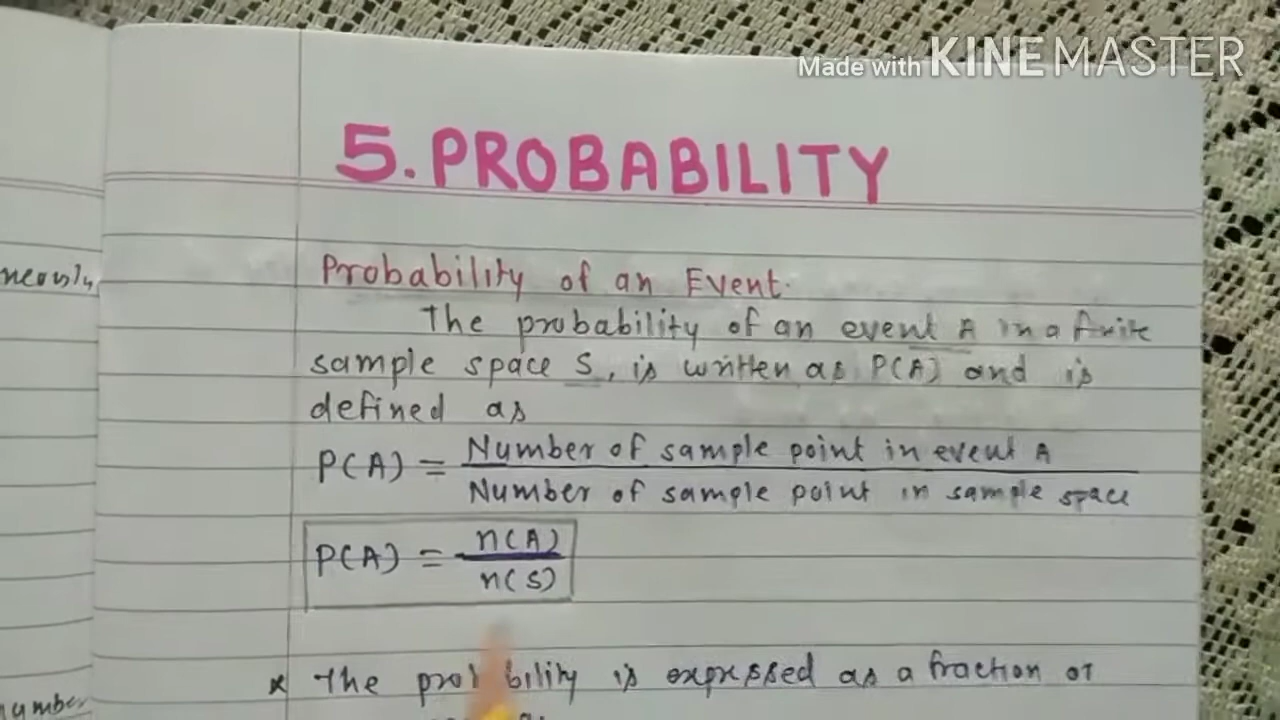 Made with KINEMASTER
5. PROBABILITY
neously
Probability of an Event.
The probability of an event A in a finite
sample space S, is written as P(A) and is
defined as
P(A) = Number of sample point in event A
Number of sample point in sample space
P(A) = n(A)
n(S)
* The probability is expressed as a fraction or
number